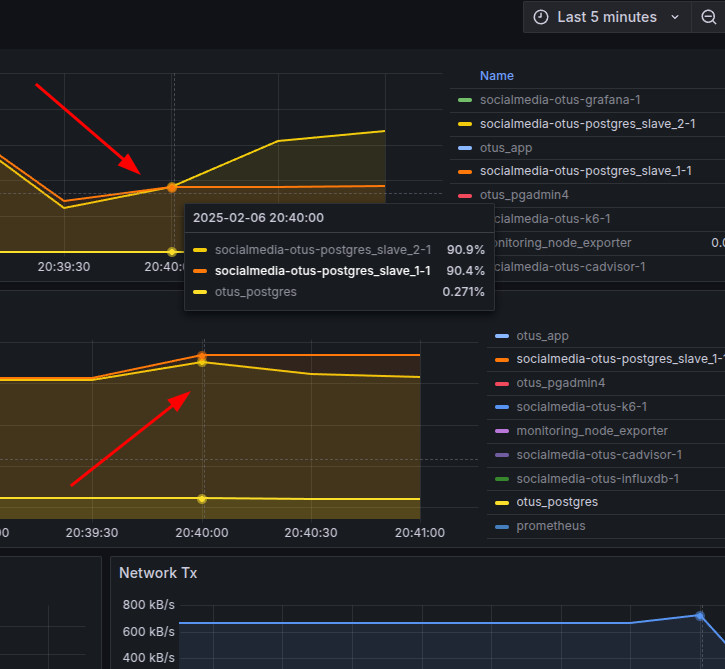 Last 5 minutes
Name
socialmedia-otus-grafana-1
socialmedia-otus-postgres_slave_2-1
otus_app
socialmedia-otus-postgres_slave_1-1
otus_pgadmin4
socialmedia-otus-k6-1
monitoring_node_exporter
socialmedia-otus-cadvisor-1
20:39:30
2025-02-06 20:40:00
socialmedia-otus-postgres_slave_2-1 90.9%
socialmedia-otus-postgres_slave_1-1 90.4%
otus_postgres 0.271%
otus_app
socialmedia-otus-postgres_slave_1-1
otus_pgadmin4
socialmedia-otus-k6-1
monitoring_node_exporter
socialmedia-otus-cadvisor-1
socialmedia-otus-influxdb-1
otus_postgres
prometheus
20:39:30 20:40:00 20:40:30 20:41:00
Network Tx
800 kB/s
600 kB/s
400 kB/s